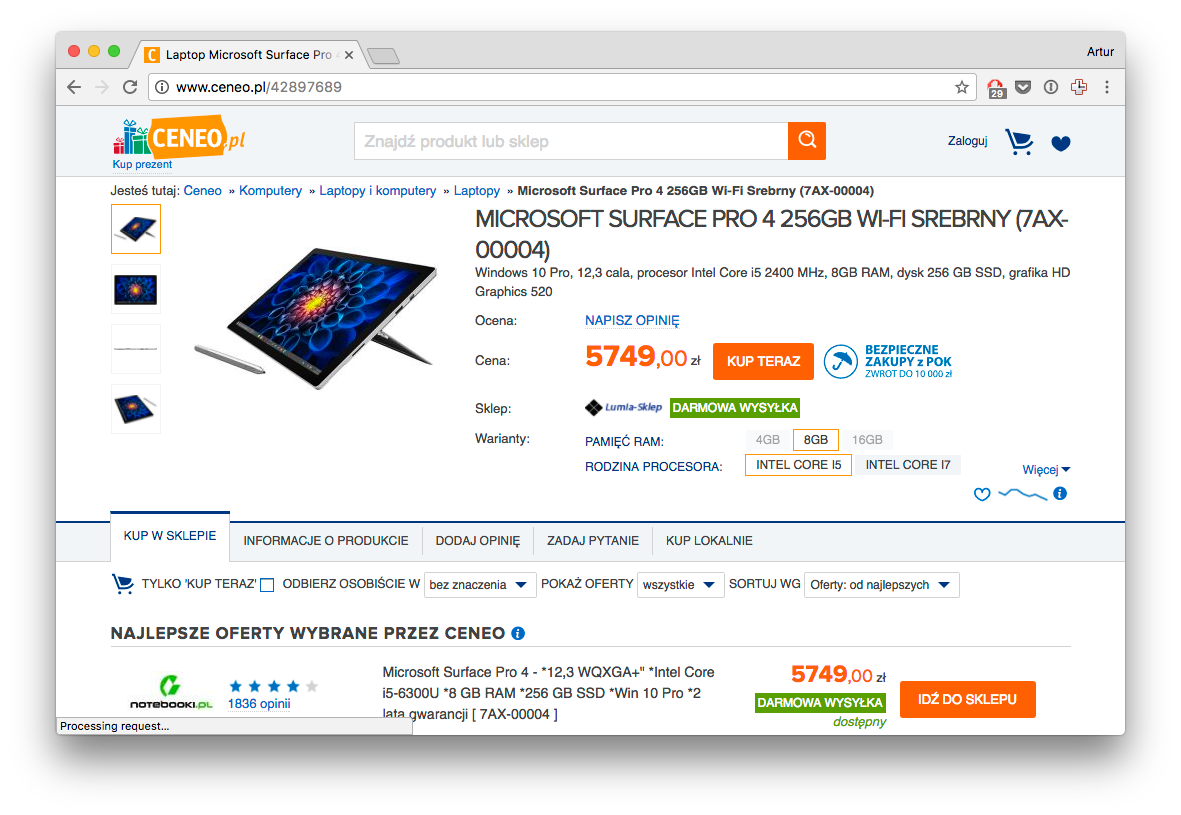 Laptop Microsoft Surface Pro 4
Artur
www.ceneo.pl/42897689
29
CENEO.pl
Kup prezent
Znajdź produkt lub sklep
Zaloguj
Jesteś tutaj: Ceneo » Komputery » Laptopy i komputery » Laptopy » Microsoft Surface Pro 4 256GB Wi-Fi Srebrny (7AX-00004)
MICROSOFT SURFACE PRO 4 256GB WI-FI SREBRNY (7AX-
00004)
Windows 10 Pro, 12,3 cala, procesor Intel Core i5 2400 MHz, 8GB RAM, dysk 256 GB SSD, grafika HD
Graphics 520
Ocena: NAPISZ OPINIĘ
Cena: 5749,00 zł KUP TERAZ
BEZPIECZNE
ZAKUPY z POK
ZWROT DO 10 000 zł
Sklep: Lumia-Sklep DARMOWA WYSYŁKA
Warianty: PAMIĘĆ RAM: 4GB 8GB 16GB
RODZINA PROCESORA: INTEL CORE I5 INTEL CORE I7
Więcej
KUP W SKLEPIE INFORMACJE O PRODUKCIE DODAJ OPINIĘ ZADAJ PYTANIE KUP LOKALNIE
TYLKO 'KUP TERAZ' ODBIERZ OSOBIŚCIE W bez znaczenia POKAŻ OFERTY wszystkie SORTUJ WG Oferty: od najlepszych
NAJLEPSZE OFERTY WYBRANE PRZEZ CENEO
NOTEBOOKI.PL
1836 opinii
Microsoft Surface Pro 4 - *12,3 WQXGA+" *Intel Core
i5-6300U *8 GB RAM *256 GB SSD *Win 10 Pro *2
lata gwarancji [ 7AX-00004 ]
5749,00 zł
DARMOWA WYSYŁKA
dostępny
IDŹ DO SKLEPU
Processing request...